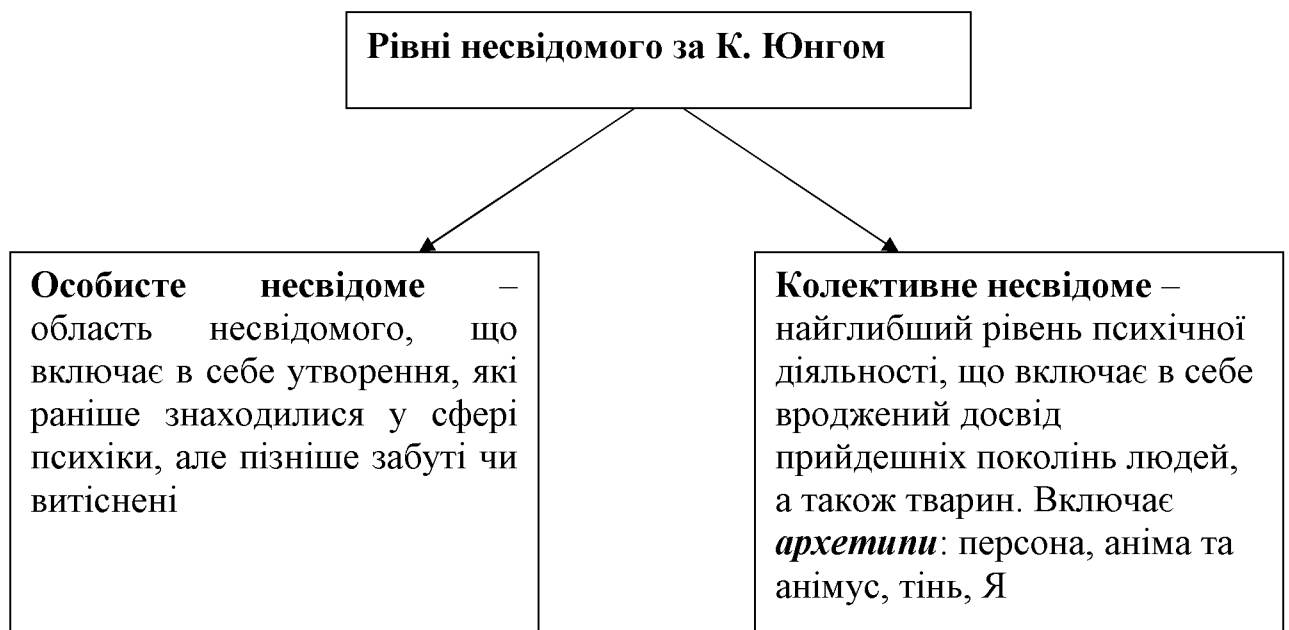 Рівні несвідомого за К. Юнгом
Особисте несвідоме –
область несвідомого, що
включає в себе утворення, які
раніше знаходилися у сфері
психіки, але пізніше забуті чи
витіснені
Колективне несвідоме –
найглибший рівень психічної
діяльності, що включає в себе
вроджений досвід
прийдешніх поколінь людей,
а також тварин. Включає
архетипи: персона, аніма та
анімус, тінь, Я